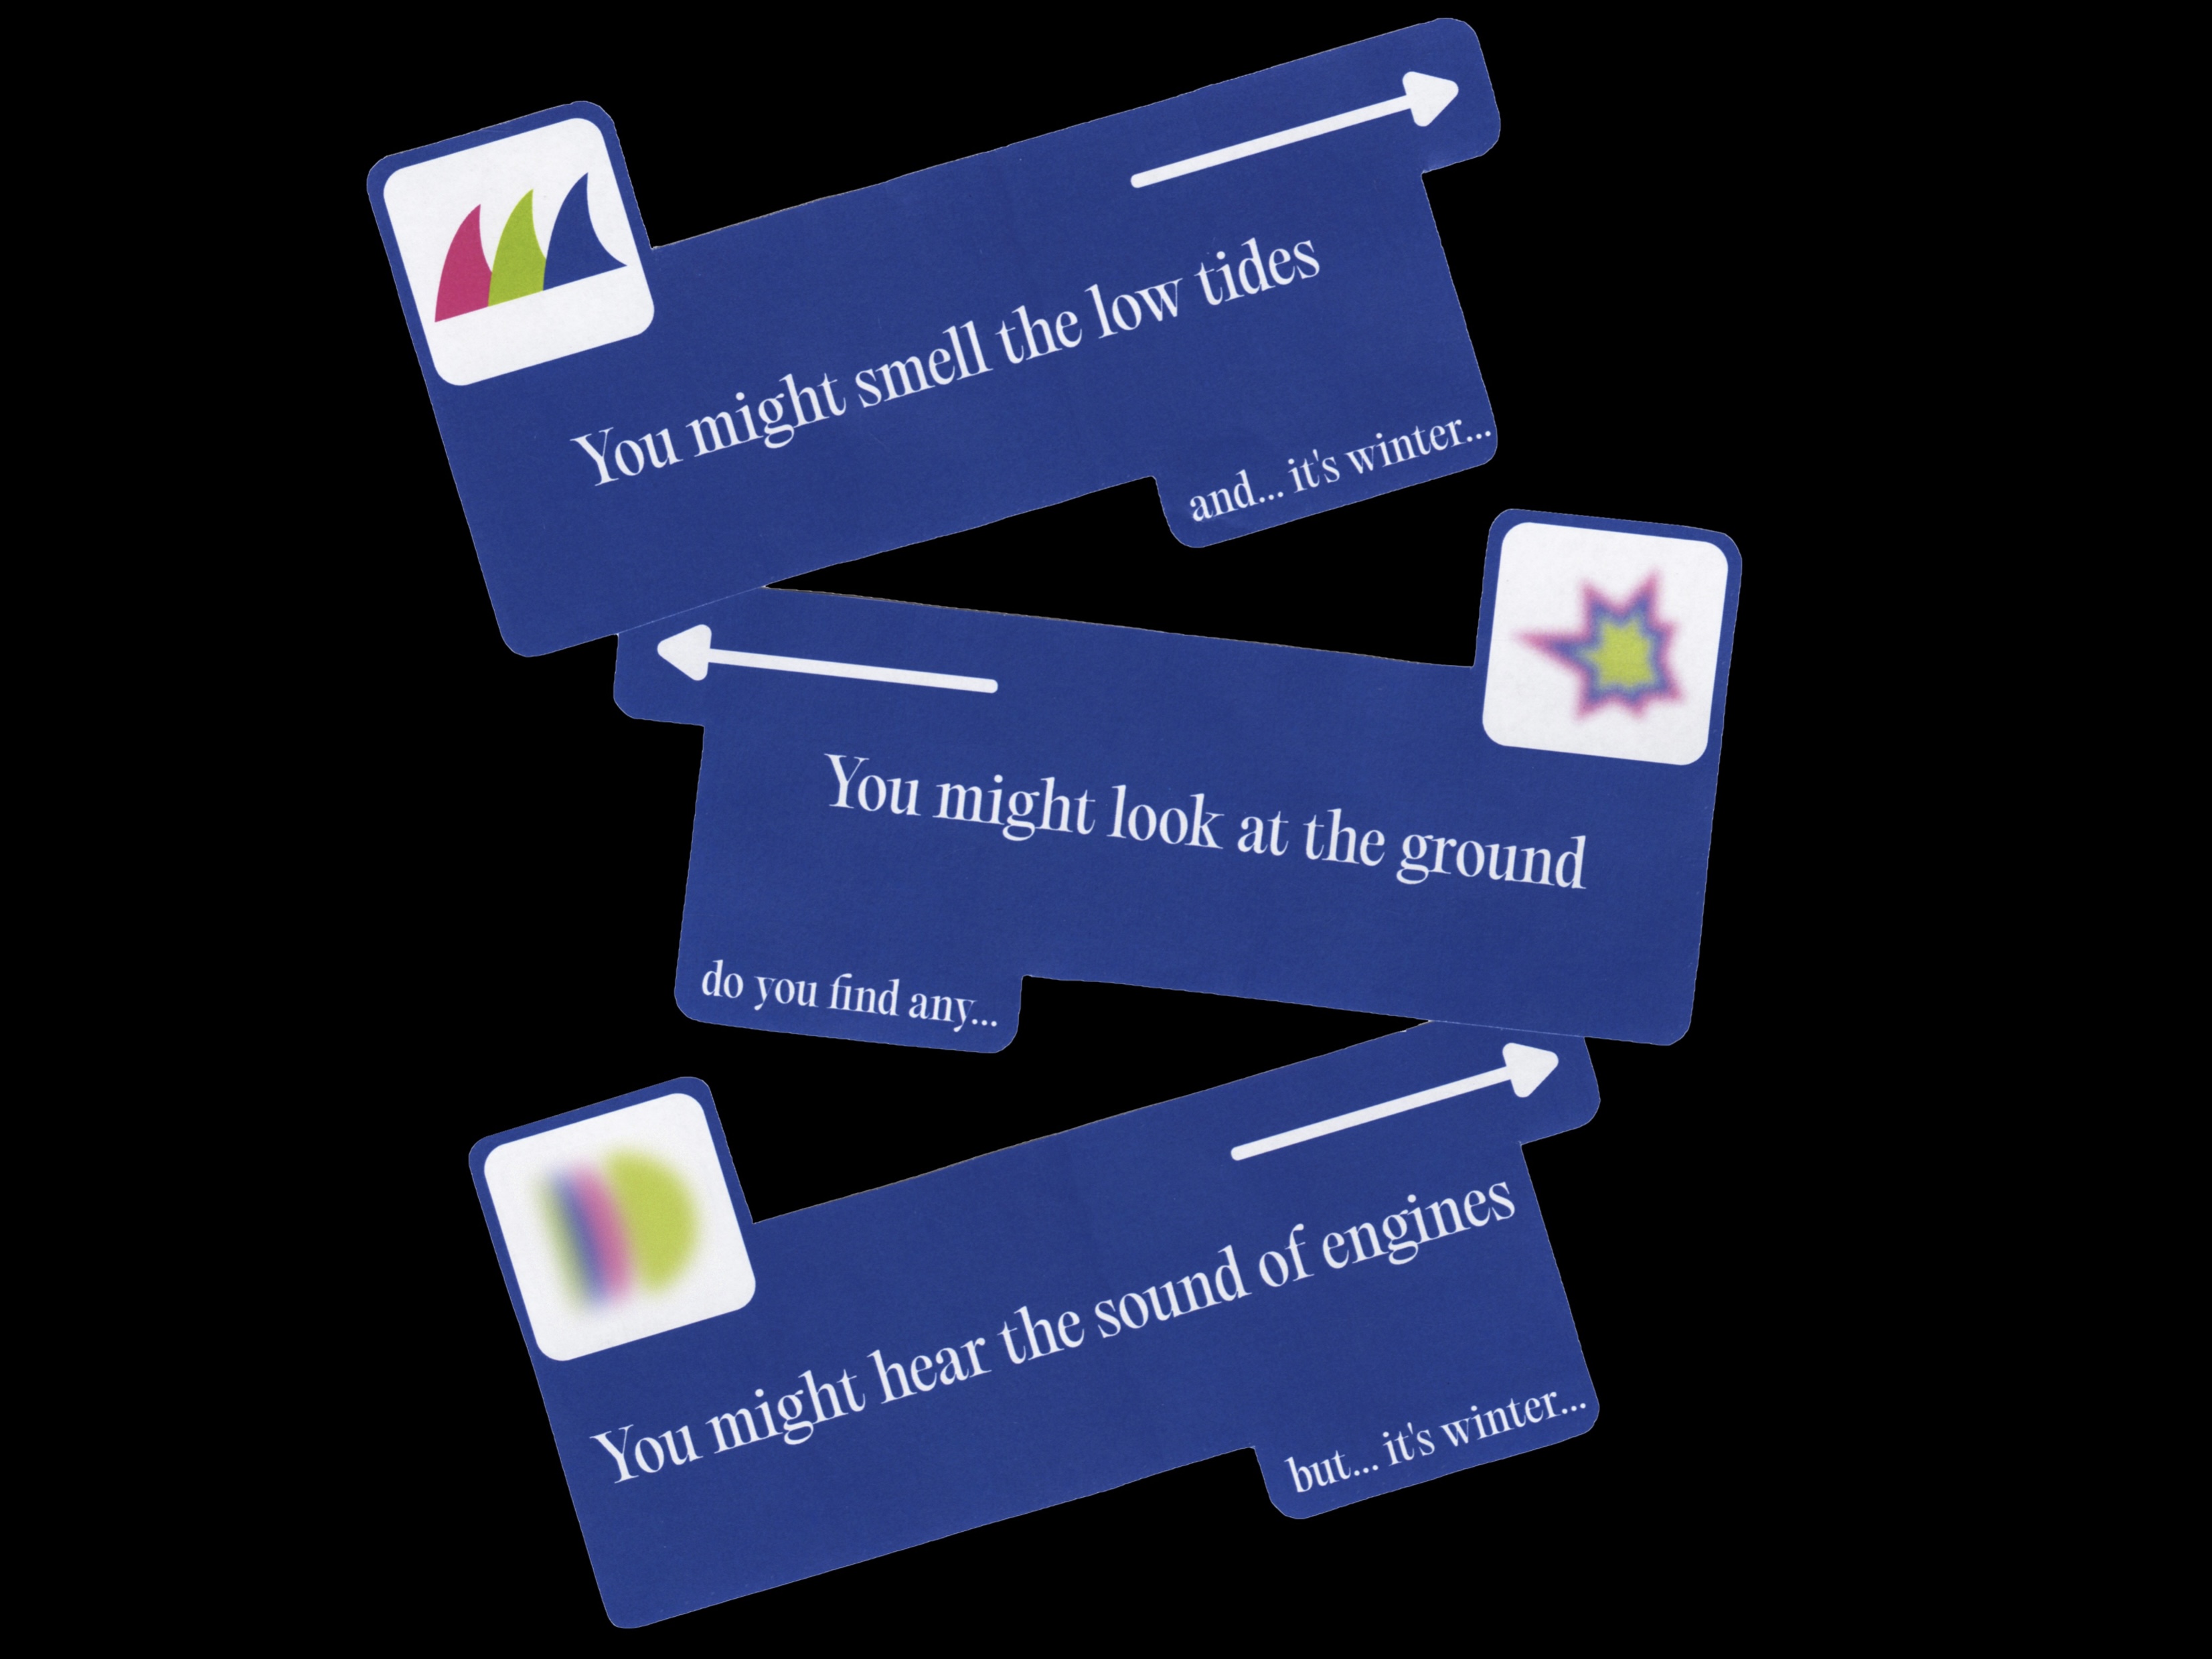 You might smell the low tides
and... it's winter...
You might look at the ground
do you find any...
You might hear the sound of engines
but... it's winter...